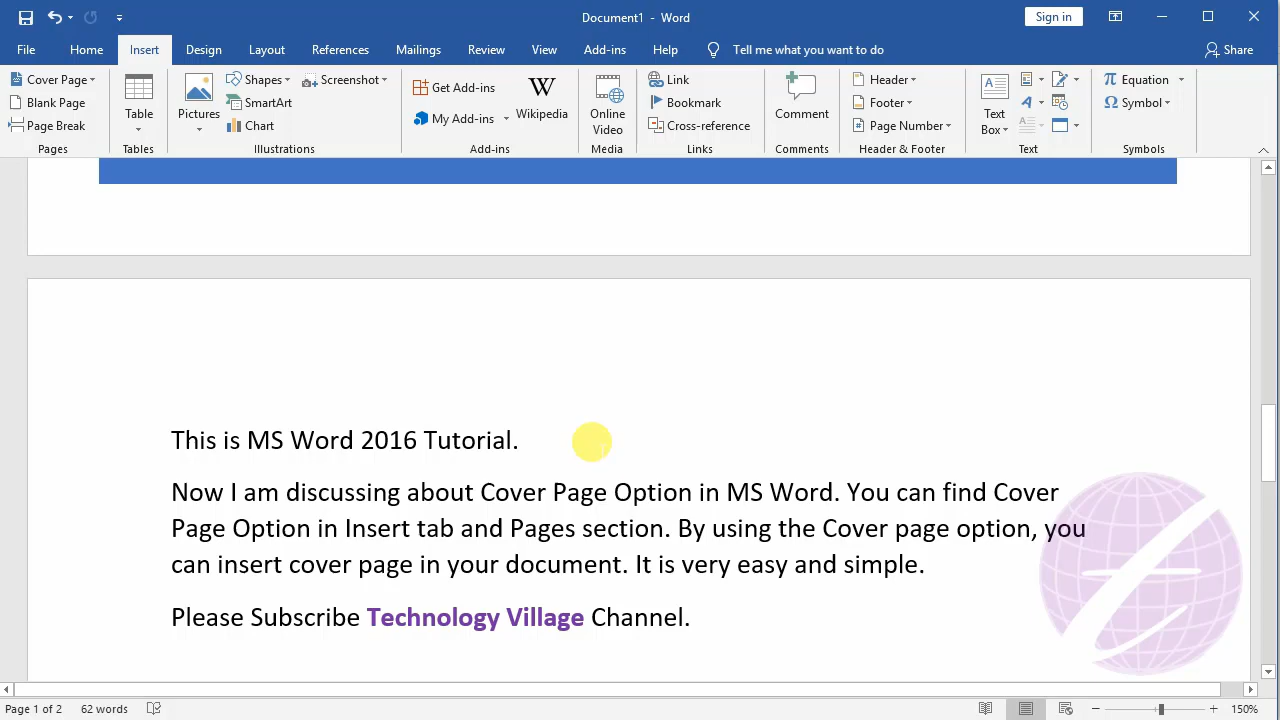 Document1 - Word
Sign in
File Home Insert Design Layout References Mailings Review View Add-ins Help Tell me what you want to do Share
Cover Page
Blank Page
Page Break
Pages
Table
Tables
Pictures
Shapes
SmartArt
Chart
Screenshot
Illustrations
Get Add-ins
My Add-ins
W
Wikipedia
Add-ins
Online
Video
Media
Link
Bookmark
Cross-reference
Links
Comment
Comments
Header
Footer
Page Number
Header & Footer
Text
Box
Text
Equation
Symbol
Symbols
This is MS Word 2016 Tutorial.
Now I am discussing about Cover Page Option in MS Word. You can find Cover
Page Option in Insert tab and Pages section. By using the Cover page option, you
can insert cover page in your document. It is very easy and simple.
Please Subscribe Technology Village Channel.
Page 1 of 2 62 words 150%